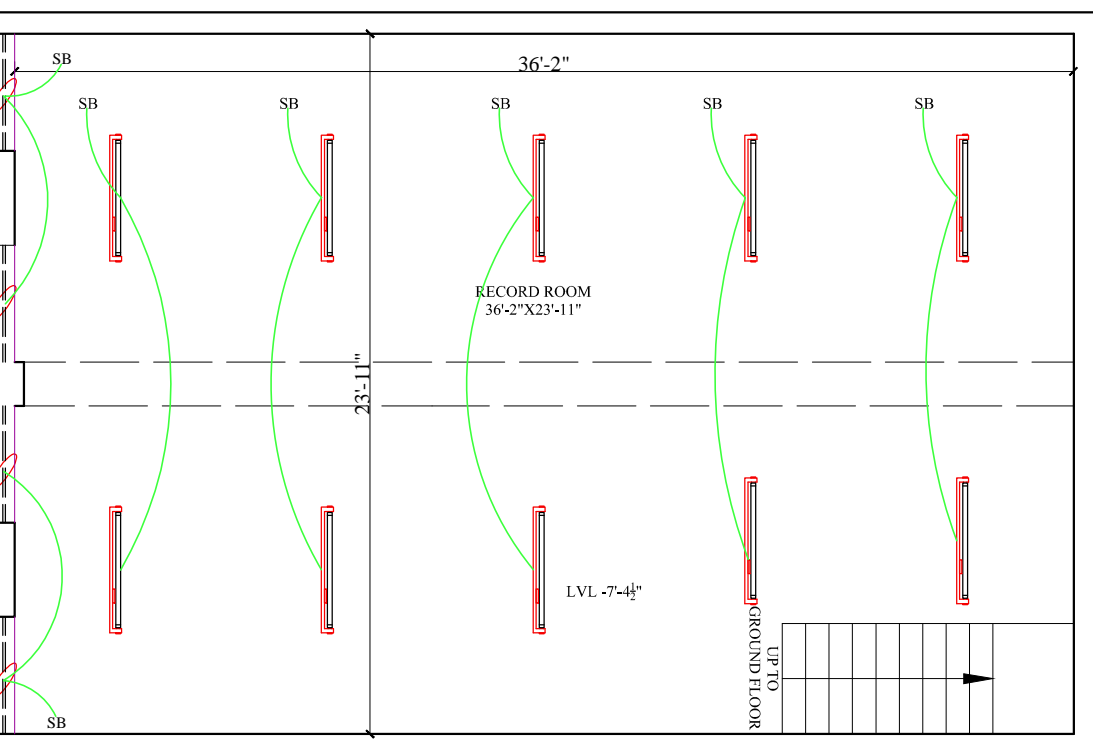 SB
36'-2"
SB
SB
SB
SB
SB
RECORD ROOM
36'-2"X23'-11"
23'-11"
LVL -7'-4½"
UP TO
GROUND FLOOR
SB